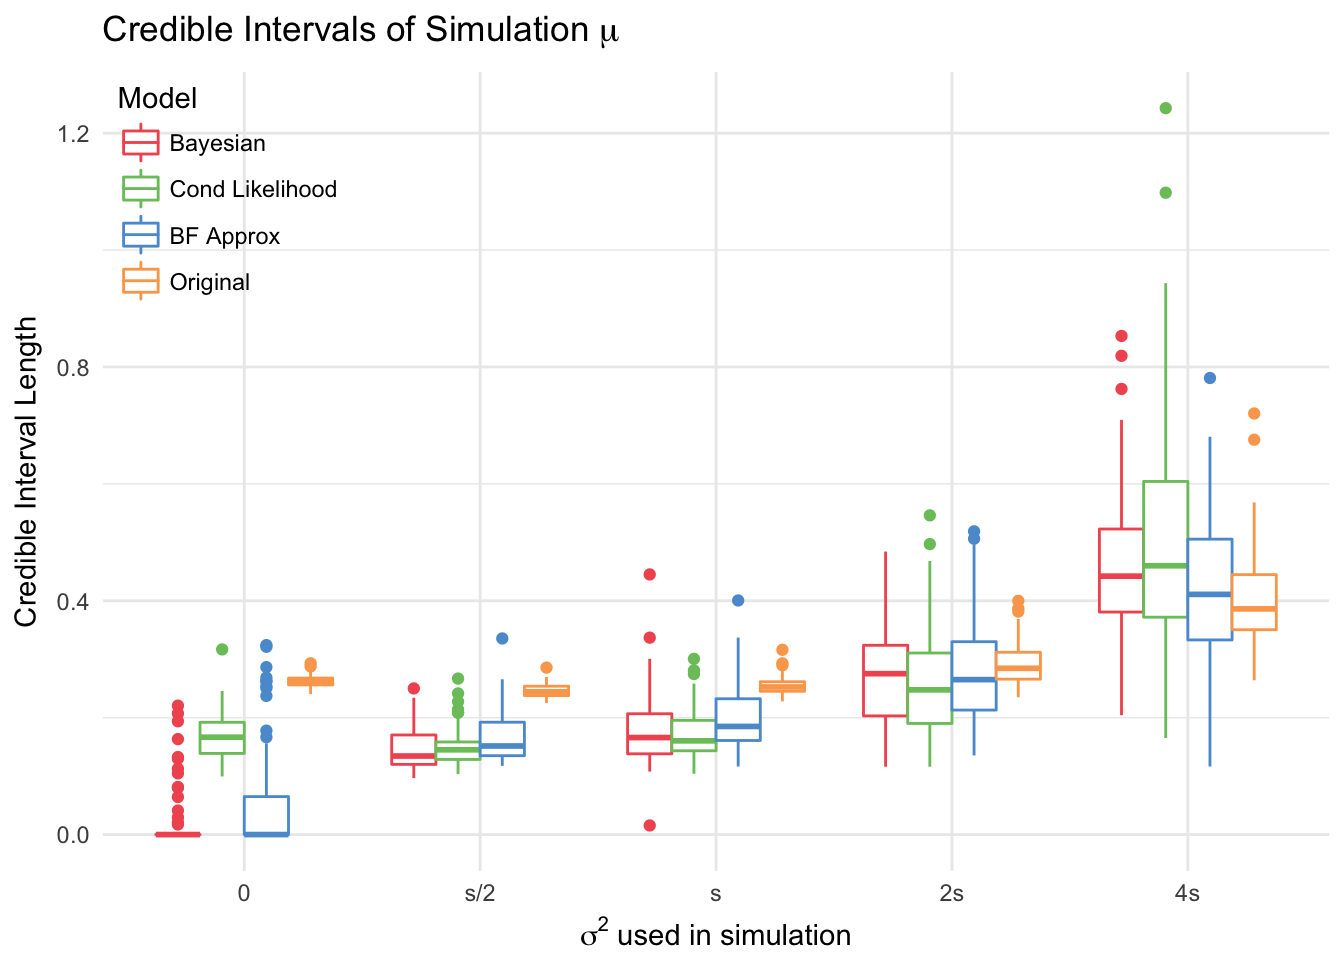 Credible Intervals of Simulation μ
Model
Bayesian
Cond Likelihood
BF Approx
Original
Credible Interval Length
1.2
0.8
0.4
0.0
0 s/2 s 2s 4s
σ² used in simulation